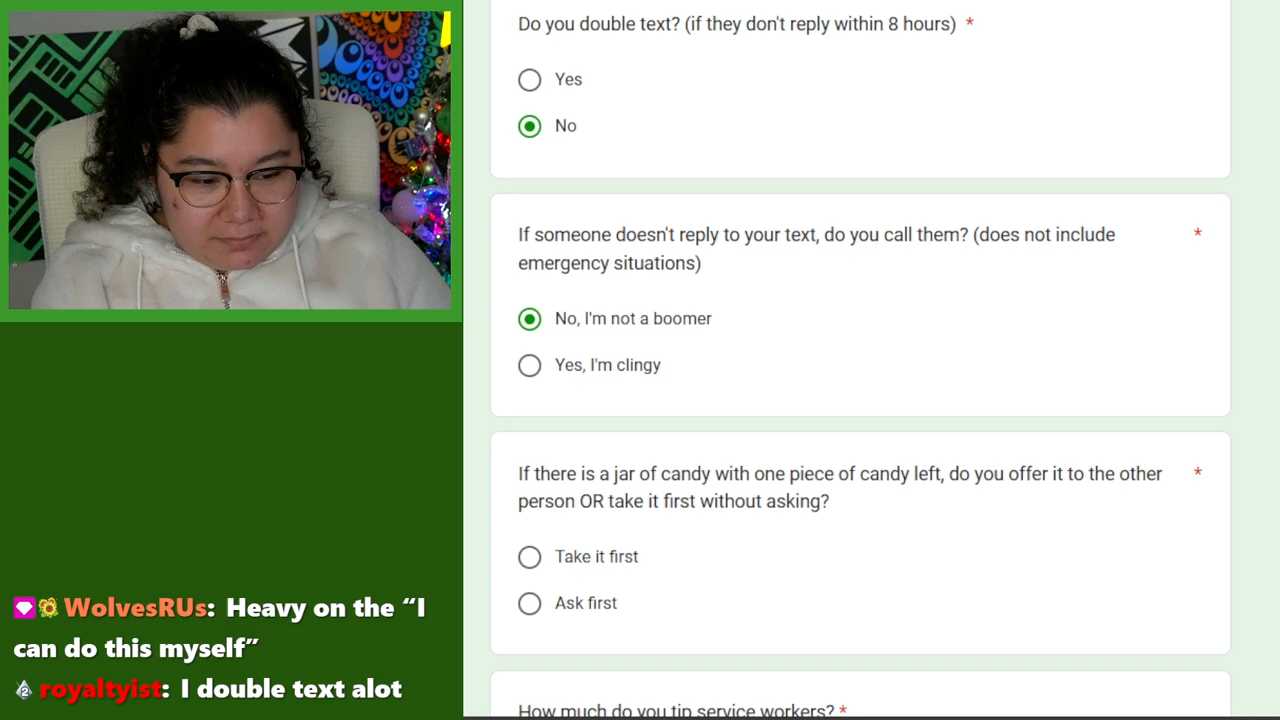 Do you double text? (if they don't reply within 8 hours) *
Yes
No
If someone doesn't reply to your text, do you call them? (does not include *
emergency situations)
No, I'm not a boomer
Yes, I'm clingy
If there is a jar of candy with one piece of candy left, do you offer it to the other *
person OR take it first without asking?
Take it first
Ask first
How much do you tip service workers? *
WolvesRUs: Heavy on the “I
can do this myself”
2 royaltyist: I double text alot